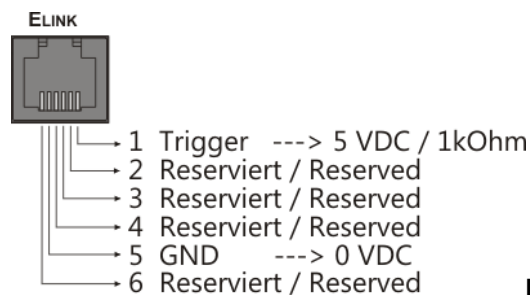 ELINK
1 Trigger ---> 5 VDC / 1kOhm
2 Reserviert / Reserved
3 Reserviert / Reserved
4 Reserviert / Reserved
5 GND ---> 0 VDC
6 Reserviert / Reserved